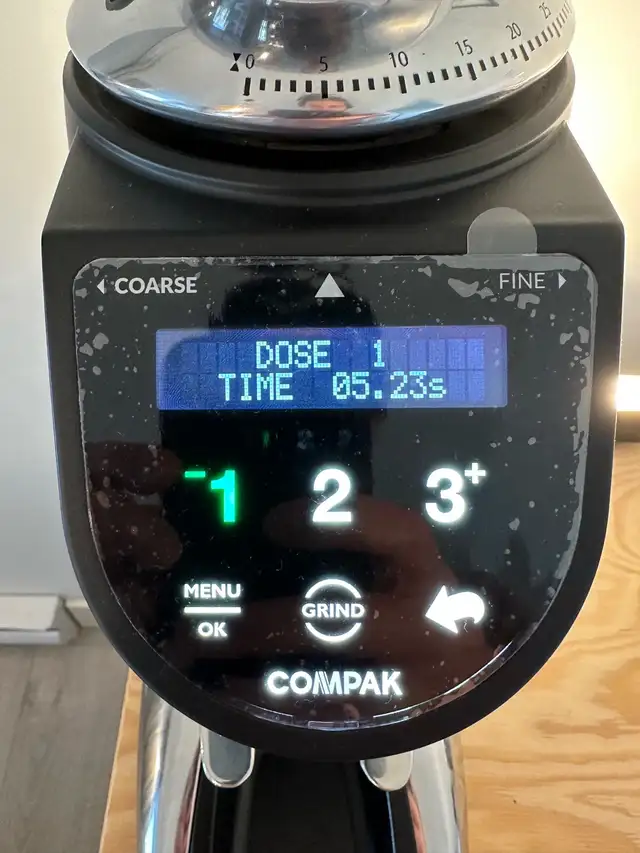 0 5 10 15 20 25
COARSE FINE
DOSE 1
TIME 05.23s
-1 2 3+
MENU GRIND
OK
COMPAK